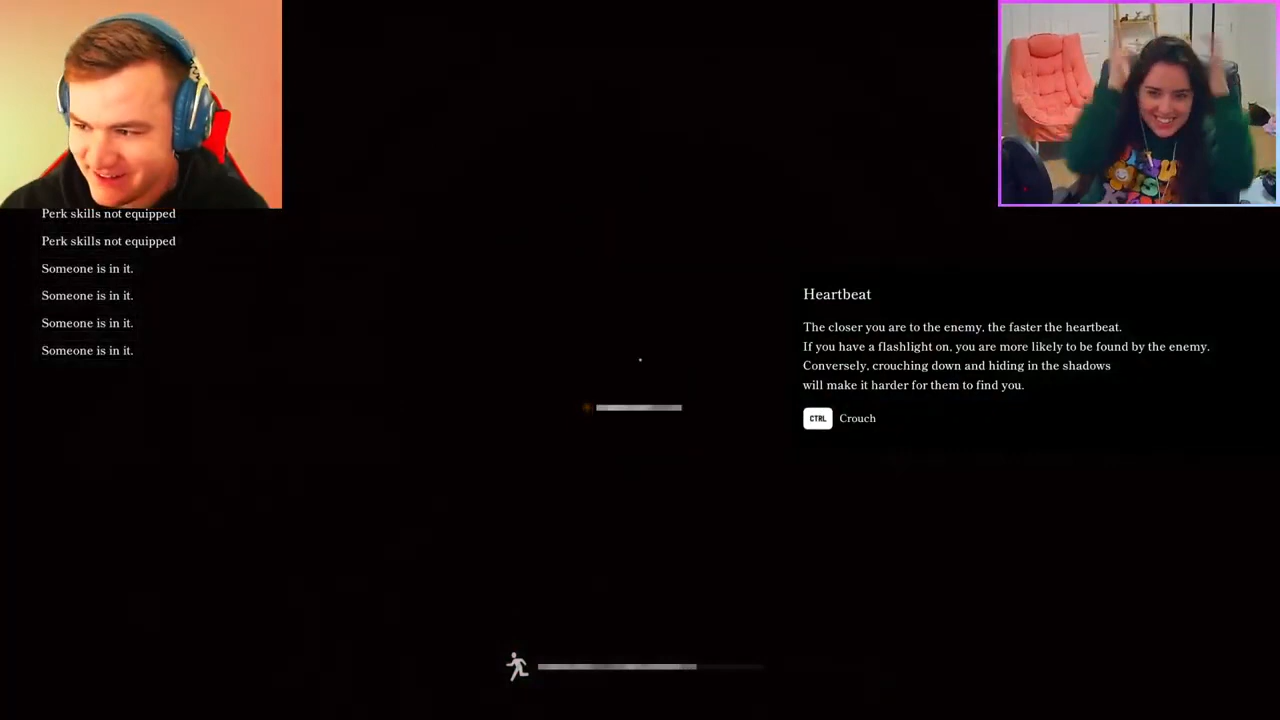 Perk skills not equipped
Perk skills not equipped
Someone is in it.
Someone is in it.
Someone is in it.
Someone is in it.
Heartbeat
The closer you are to the enemy, the faster the heartbeat.
If you have a flashlight on, you are more likely to be found by the enemy.
Conversely, crouching down and hiding in the shadows
will make it harder for them to find you.
CTRL Crouch